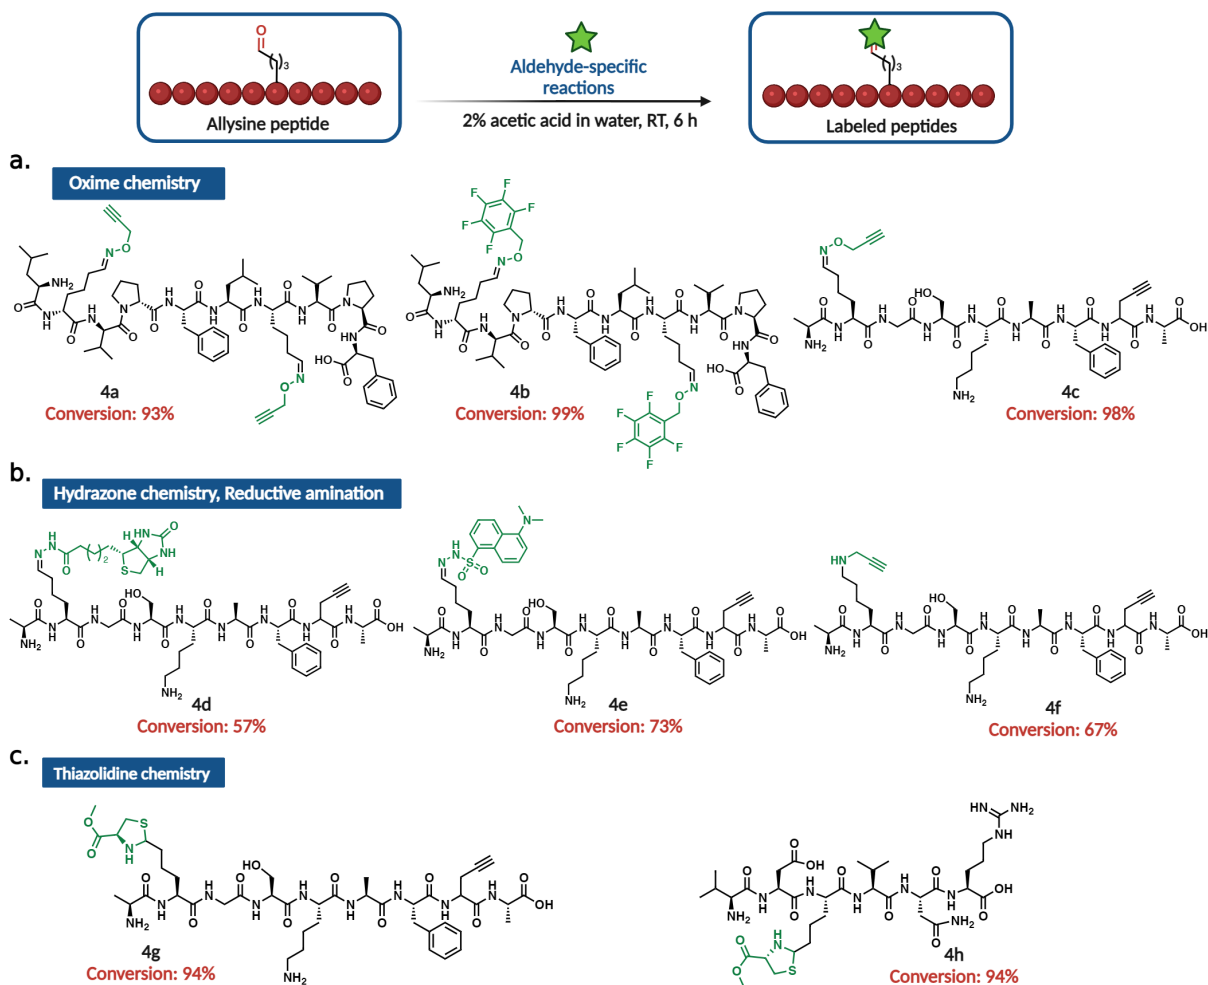 Allysine peptide
Aldehyde-specific
reactions
2% acetic acid in water, RT, 6 h
Labeled peptides
a.
Oxime chemistry
4a
Conversion: 93%
4b
Conversion: 99%
4c
Conversion: 98%
b.
Hydrazone chemistry, Reductive amination
4d
Conversion: 57%
4e
Conversion: 73%
4f
Conversion: 67%
c.
Thiazolidine chemistry
4g
Conversion: 94%
4h
Conversion: 94%